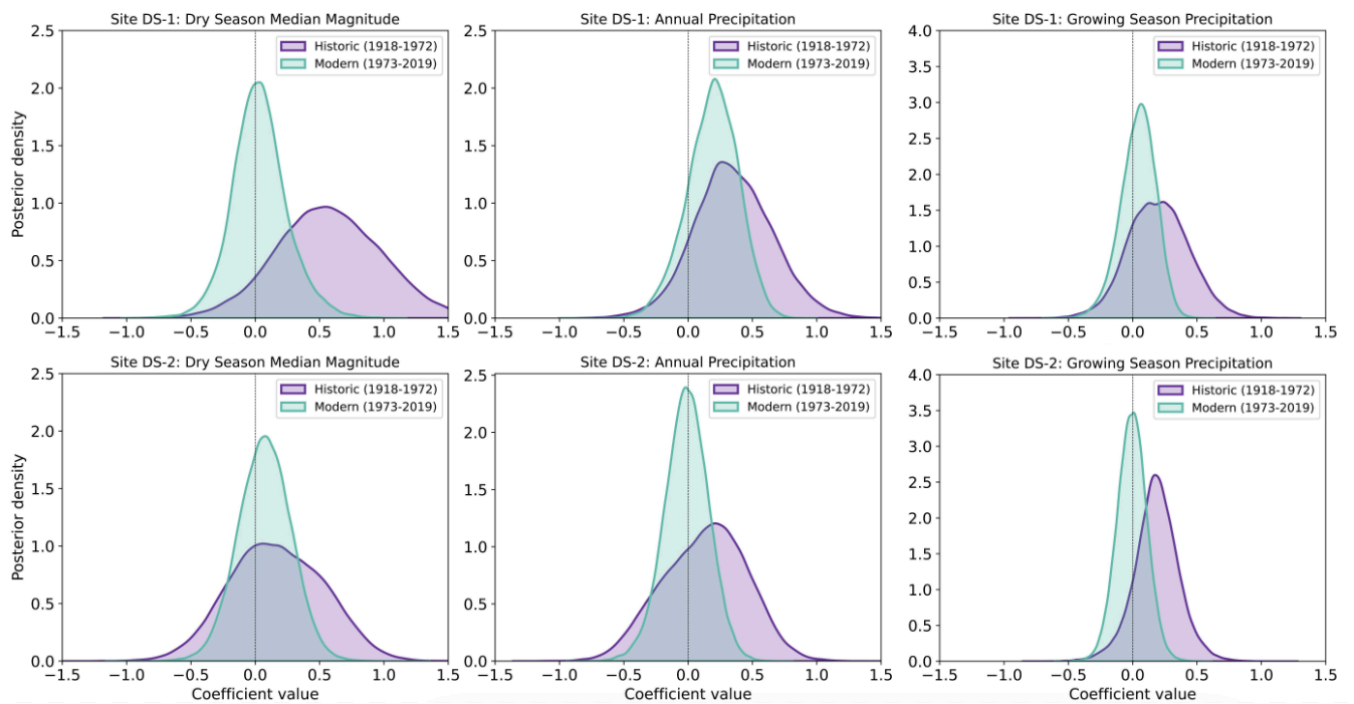 Site DS-1: Dry Season Median Magnitude
2.5
2.0
1.5
1.0
0.5
0.0
Posterior density
Historic (1918-1972)
Modern (1973-2019)
−1.5 −1.0 −0.5 0.0 0.5 1.0 1.5
Site DS-1: Annual Precipitation
2.5
2.0
1.5
1.0
0.5
0.0
Historic (1918-1972)
Modern (1973-2019)
−1.5 −1.0 −0.5 0.0 0.5 1.0 1.5
Site DS-1: Growing Season Precipitation
4.0
3.5
3.0
2.5
2.0
1.5
1.0
0.5
0.0
Historic (1918-1972)
Modern (1973-2019)
−1.5 −1.0 −0.5 0.0 0.5 1.0 1.5
Site DS-2: Dry Season Median Magnitude
2.5
2.0
1.5
1.0
0.5
0.0
Posterior density
Historic (1918-1972)
Modern (1973-2019)
−1.5 −1.0 −0.5 0.0 0.5 1.0 1.5
Coefficient value
Site DS-2: Annual Precipitation
2.5
2.0
1.5
1.0
0.5
0.0
Historic (1918-1972)
Modern (1973-2019)
−1.5 −1.0 −0.5 0.0 0.5 1.0 1.5
Coefficient value
Site DS-2: Growing Season Precipitation
4.0
3.5
3.0
2.5
2.0
1.5
1.0
0.5
0.0
Historic (1918-1972)
Modern (1973-2019)
−1.5 −1.0 −0.5 0.0 0.5 1.0 1.5
Coefficient value